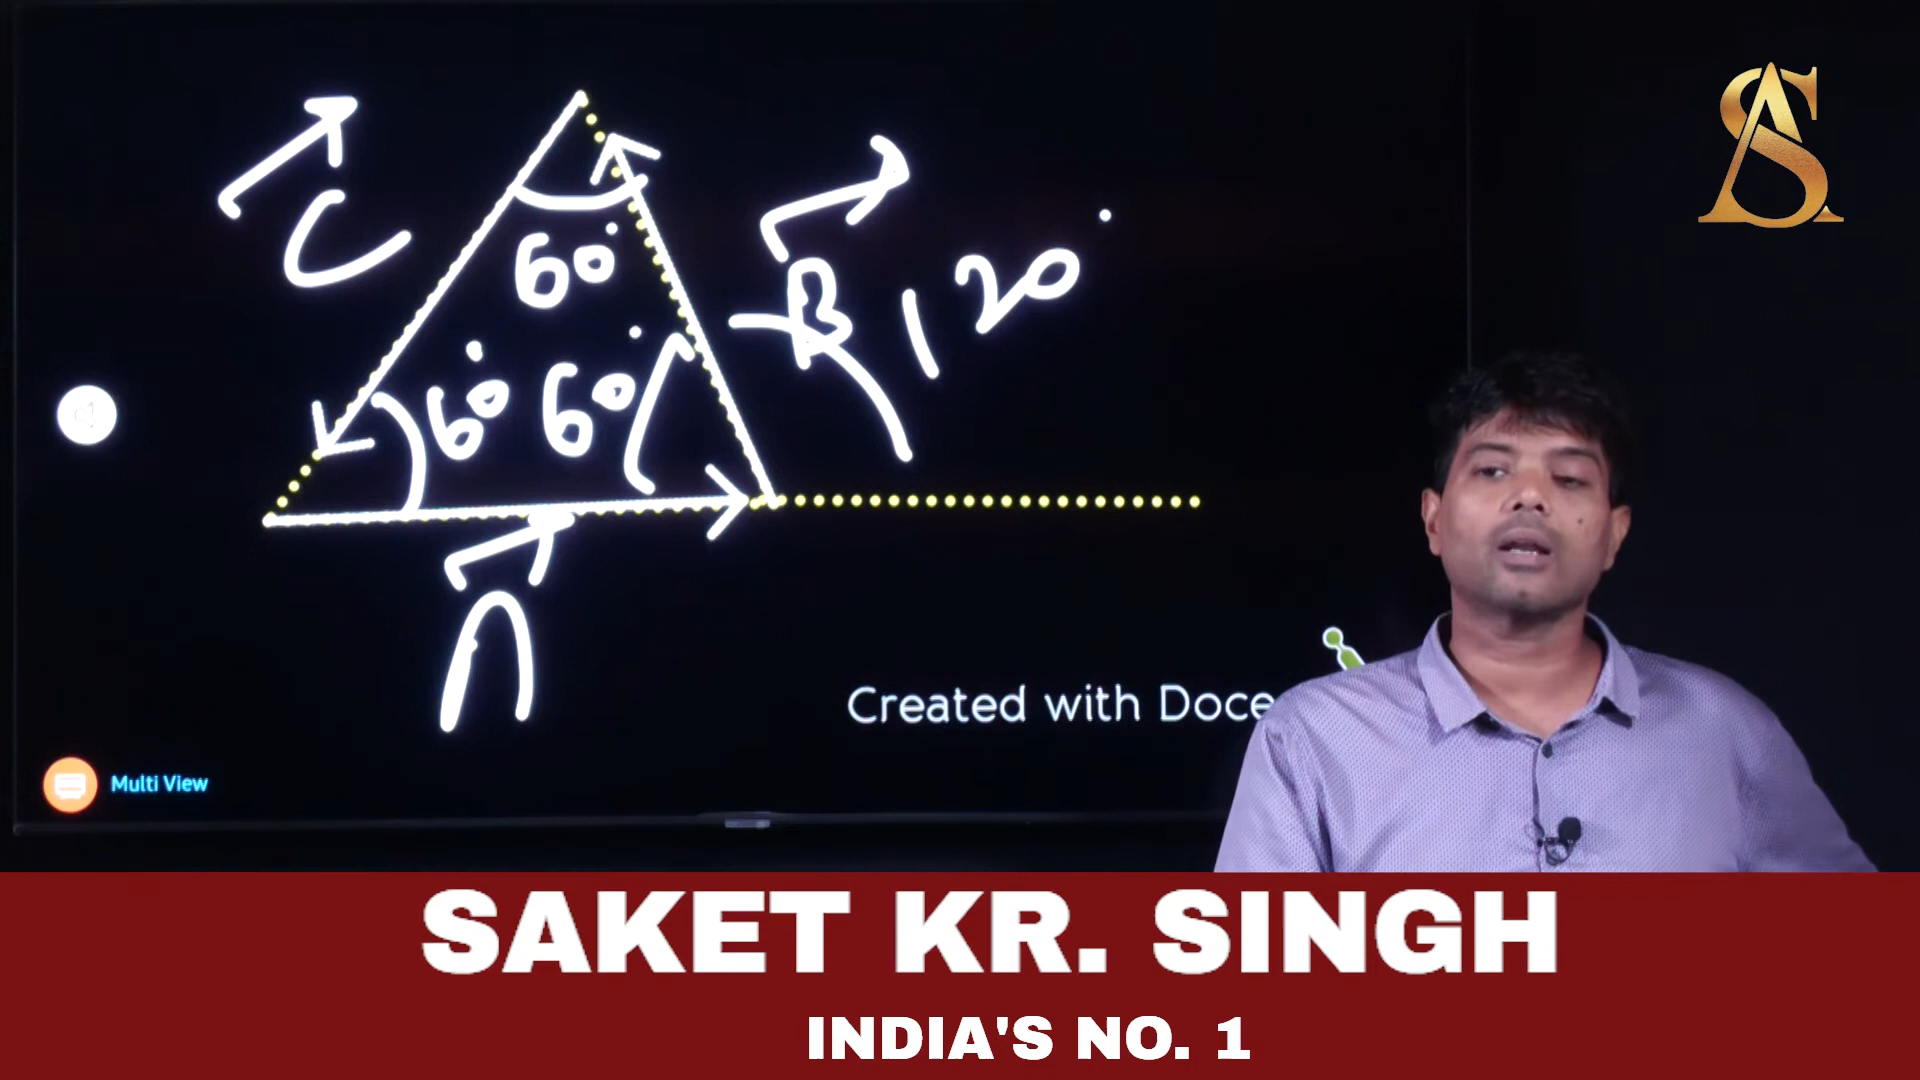 C
B
120°
60°
60° 60°
A
Created with Doce
Multi View
SAKET KR. SINGH
INDIA'S NO. 1